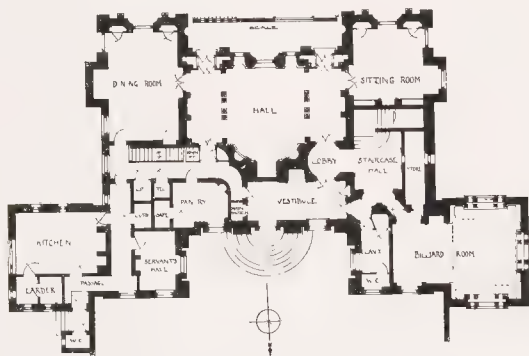 SCALE
DINING ROOM
HALL
SITTING ROOM
LOBBY
STAIRCASE
HALL
STORE
PANTRY
VESTIBULE
KITCHEN
SERVANTS
HALL
LAV.
BILLIARD ROOM
LARDER
PASSAGE
W.C.
W.C.